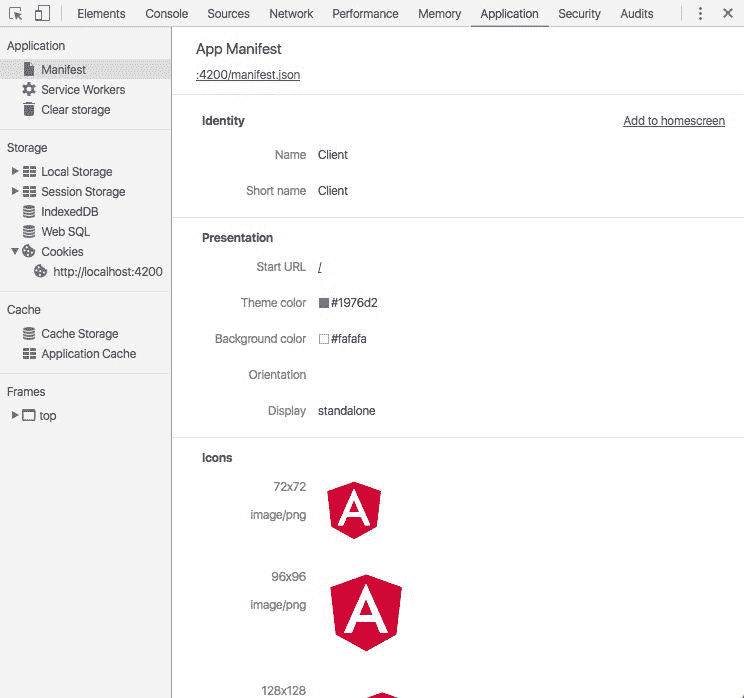 Elements Console Sources Network Performance Memory Application Security Audits
Application
Manifest
Service Workers
Clear storage
Storage
Local Storage
Session Storage
IndexedDB
Web SQL
Cookies
http://localhost:4200
Cache
Cache Storage
Application Cache
Frames
top
App Manifest
:4200/manifest.json
Identity Add to homescreen
Name Client
Short name Client
Presentation
Start URL /
Theme color #1976d2
Background color #fafafa
Orientation
Display standalone
Icons
72x72
image/png
A
96x96
image/png
A
128x128